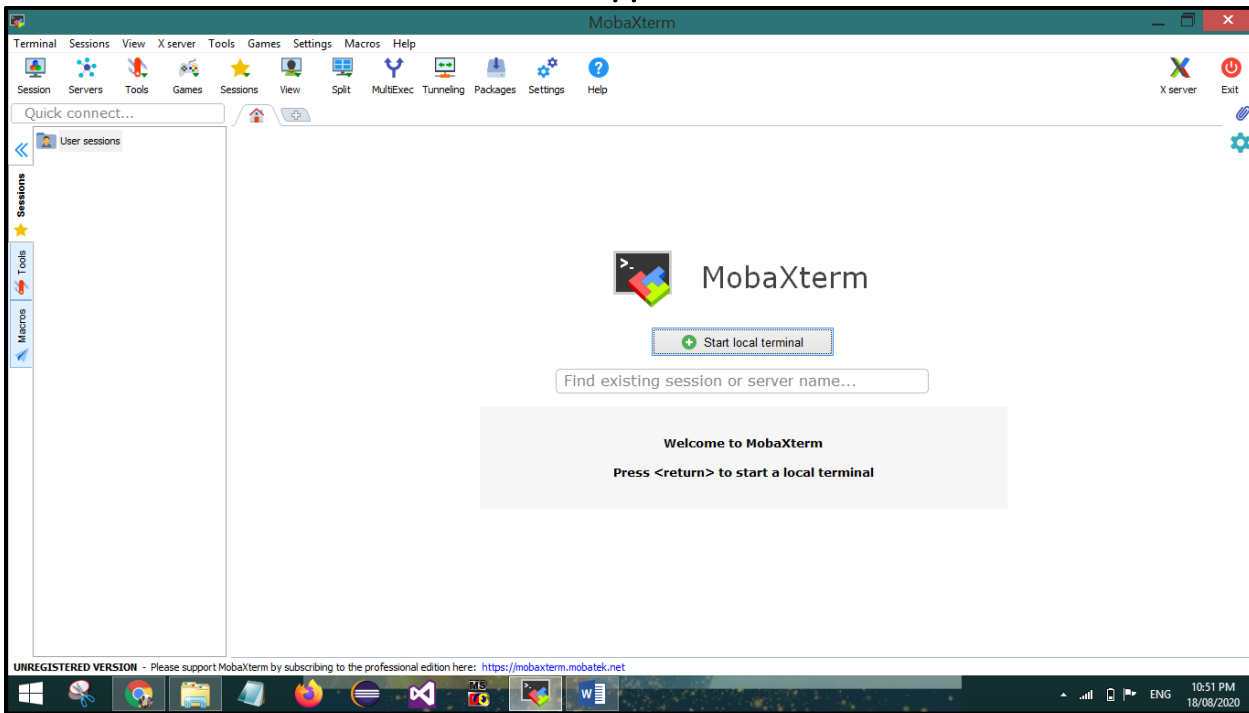 MobaXterm
Terminal Sessions View X server Tools Games Settings Macros Help
Session Servers Tools Games Sessions View Split MultiExec Tunneling Packages Settings Help X server Exit
Quick connect...
User sessions
Sessions
Tools
Macros
>_
MobaXterm
Start local terminal
Find existing session or server name...
Welcome to MobaXterm
Press <return> to start a local terminal
UNREGISTERED VERSION - Please support MobaXterm by subscribing to the professional edition here: https://mobaxterm.mobatek.net
MS
W
ENG
10:51 PM
18/08/2020